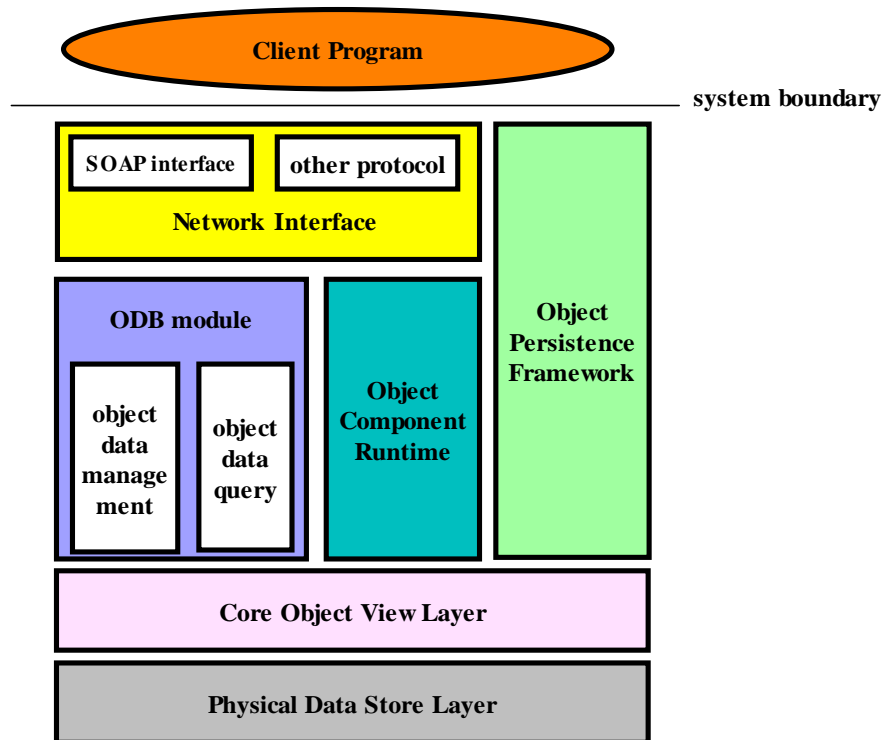 Client Program
system boundary
SOAP interface
other protocol
Network Interface
ODB module
object
data
manage
ment
object
data
query
Object
Component
Runtime
Object
Persistence
Framework
Core Object View Layer
Physical Data Store Layer